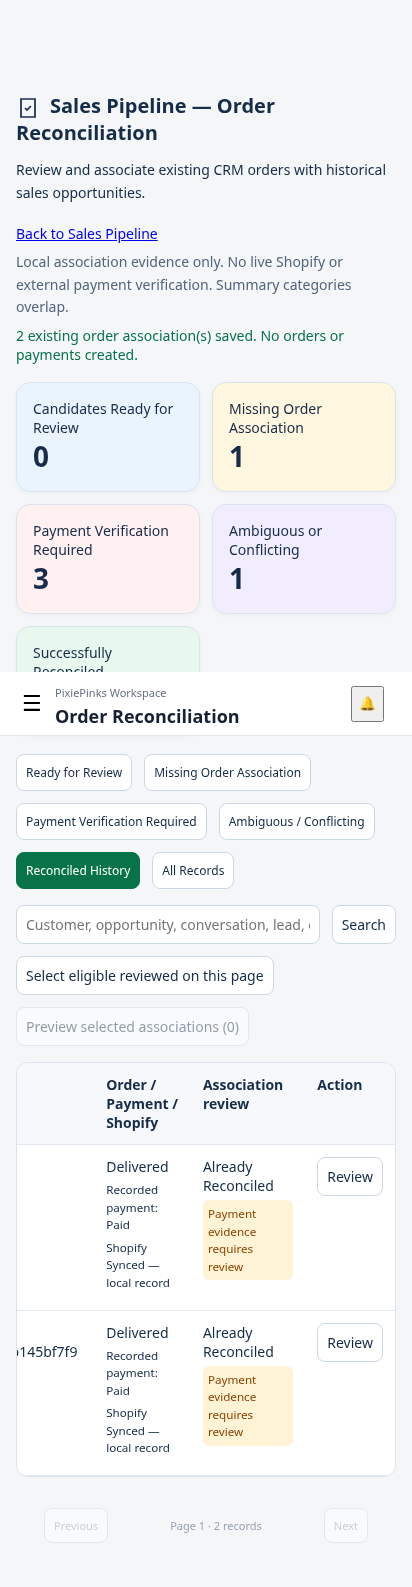 Sales Pipeline — Order
Reconciliation
Review and associate existing CRM orders with historical
sales opportunities.
Back to Sales Pipeline
Local association evidence only. No live Shopify or
external payment verification. Summary categories
overlap.
2 existing order association(s) saved. No orders or
payments created.
Candidates Ready for
Review
0
Missing Order
Association
1
Payment Verification
Required
3
Ambiguous or
Conflicting
1
Successfully
Reconciled
☰
PixiePinks Workspace
Order Reconciliation
🔔
Ready for Review
Missing Order Association
Payment Verification Required
Ambiguous / Conflicting
Reconciled History
All Records
Customer, opportunity, conversation, lead,
Search
Select eligible reviewed on this page
Preview selected associations (0)
Order /
Payment /
Shopify
Association
review
Action
Delivered
Recorded
payment:
Paid
Shopify
Synced —
local record
Already
Reconciled
Payment
evidence
requires
review
Review
145bf7f9
Delivered
Recorded
payment:
Paid
Shopify
Synced —
local record
Already
Reconciled
Payment
evidence
requires
review
Review
Previous
Page 1 · 2 records
Next